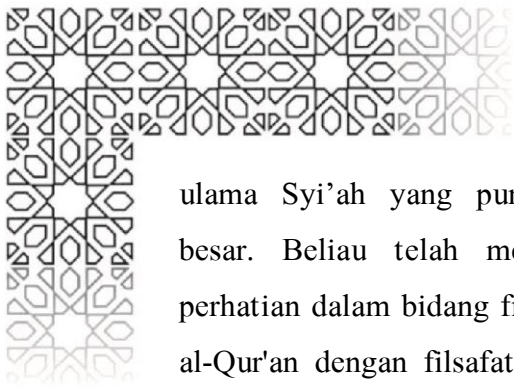 ulama Syi’ah yang
besar. Beliau telah
perhatian dalam bidang
al-Qur'an dengan filsafat